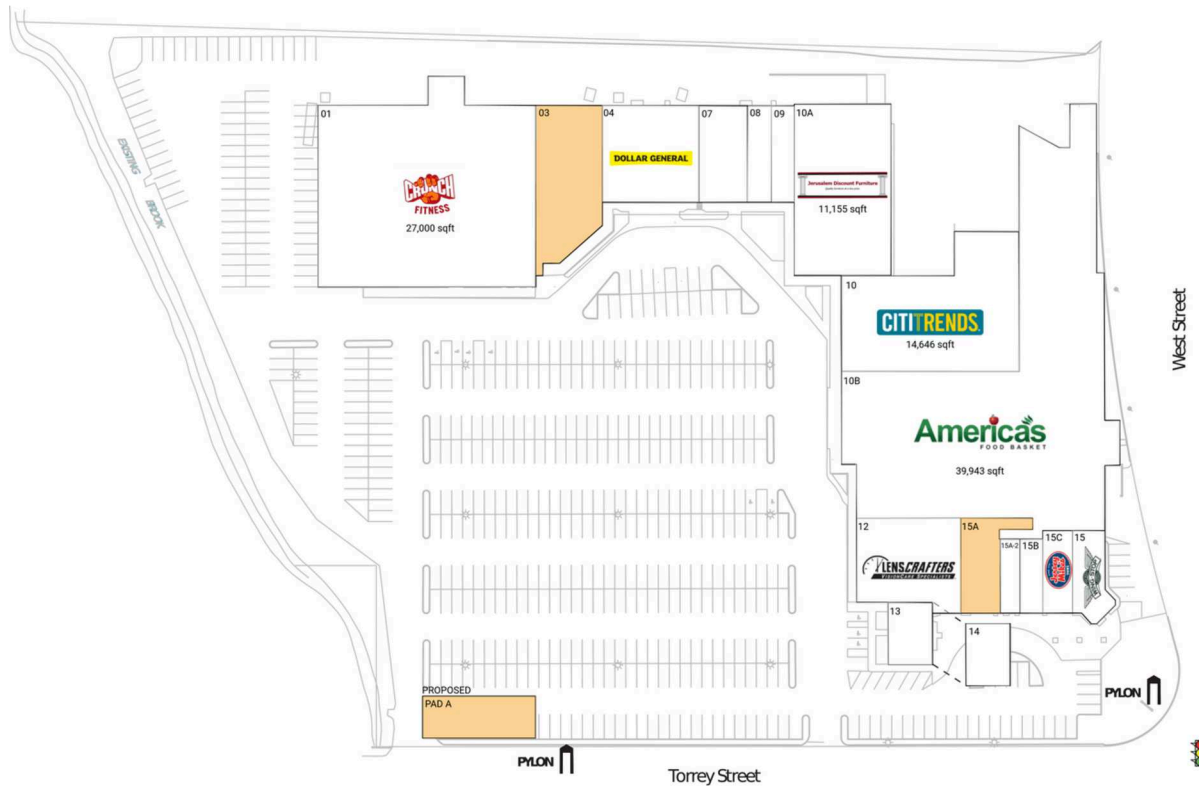 01
CRUNCH
FITNESS
27,000 sqft
03
04
DOLLAR GENERAL
07
08
09
10A
Jerusalem Discount Furniture
11,155 sqft
EXISTING
BROOK
10
CITITRENDS.
14,646 sqft
West Street
10B
America's
FOOD BASKET
39,943 sqft
12
LENSCRAFTERS
VISIONCARE SPECIALISTS
15A
15A-2
15B
15C
15
13
14
PROPOSED
PAD A
PYLON
PYLON
Torrey Street